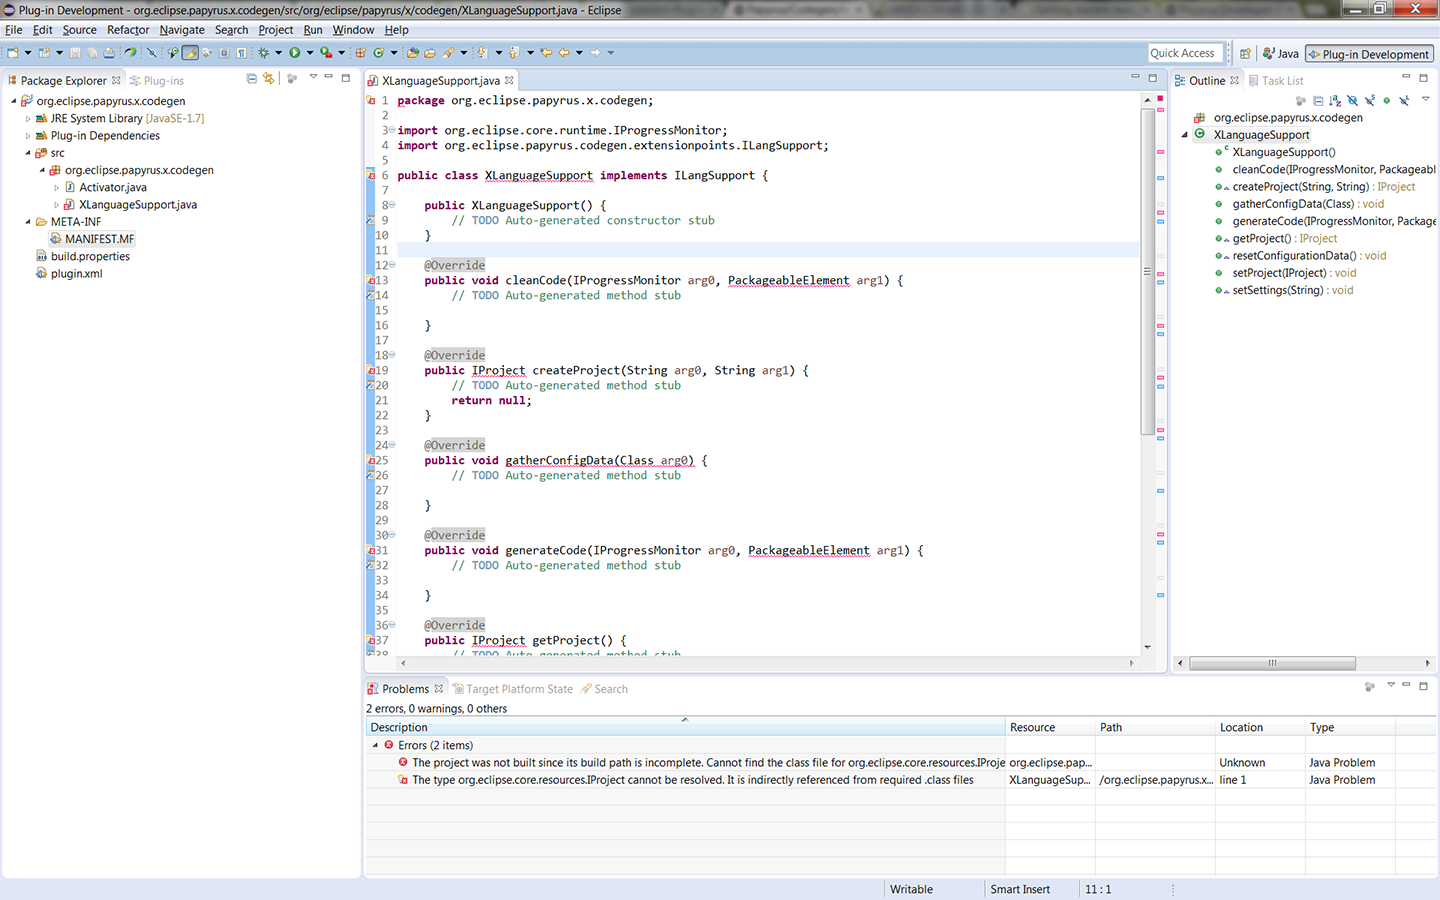 Plug-in Development - org.eclipse.papyrus.x.codegen/src/org/eclipse/papyrus/x/codegen/XLanguageSupport.java - Eclipse
File Edit Source Refactor Navigate Search Project Run Window Help
Quick Access Java Plug-in Development
Package Explorer Plug-ins
org.eclipse.papyrus.x.codegen
JRE System Library [JavaSE-1.7]
Plug-in Dependencies
src
org.eclipse.papyrus.x.codegen
Activator.java
XLanguageSupport.java
META-INF
MANIFEST.MF
build.properties
plugin.xml
XLanguageSupport.java
1 package org.eclipse.papyrus.x.codegen;
2
3 import org.eclipse.core.runtime.IProgressMonitor;
4 import org.eclipse.papyrus.codegen.extensionpoints.ILangSupport;
5
6 public class XLanguageSupport implements ILangSupport {
7
8 public XLanguageSupport() {
9 // TODO Auto-generated constructor stub
10 }
11
12 @Override
13 public void cleanCode(IProgressMonitor arg0, PackageableElement arg1) {
14 // TODO Auto-generated method stub
15
16 }
17
18 @Override
19 public IProject createProject(String arg0, String arg1) {
20 // TODO Auto-generated method stub
21 return null;
22 }
23
24 @Override
25 public void gatherConfigData(Class arg0) {
26 // TODO Auto-generated method stub
27
28 }
29
30 @Override
31 public void generateCode(IProgressMonitor arg0, PackageableElement arg1) {
32 // TODO Auto-generated method stub
33
34 }
35
36 @Override
37 public IProject getProject() {
38 // TODO Auto-generated method stub
Outline Task List
org.eclipse.papyrus.x.codegen
XLanguageSupport
XLanguageSupport()
cleanCode(IProgressMonitor, Packageabl
createProject(String, String) : IProject
gatherConfigData(Class) : void
generateCode(IProgressMonitor, Package
getProject() : IProject
resetConfigurationData() : void
setProject(IProject) : void
setSettings(String) : void
Problems Target Platform State Search
2 errors, 0 warnings, 0 others
Description Resource Path Location Type
Errors (2 items)
The project was not built since its build path is incomplete. Cannot find the class file for org.eclipse.core.resources.IProje org.eclipse.pap... Unknown Java Problem
The type org.eclipse.core.resources.IProject cannot be resolved. It is indirectly referenced from required .class files XLanguageSup... /org.eclipse.papyrus.x... line 1 Java Problem
Writable Smart Insert 11 : 1